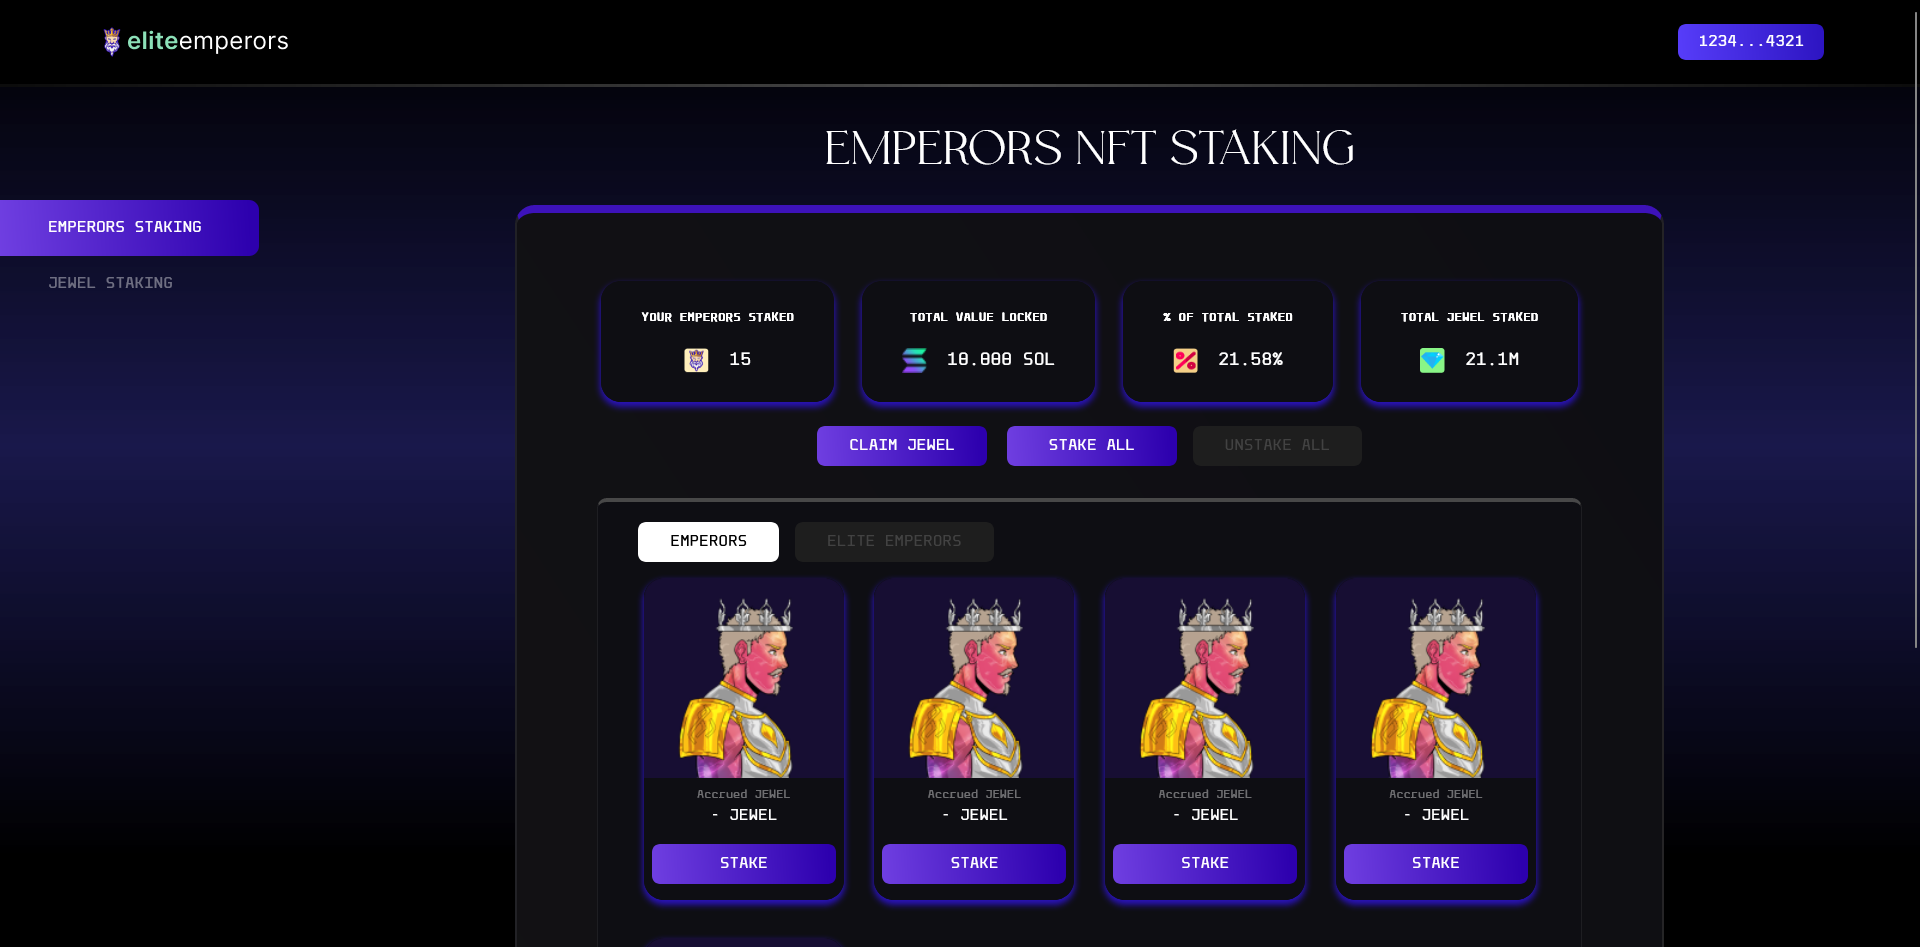 eliteemperors
1234...4321
EMPERORS NFT STAKING
EMPERORS STAKING
JEWEL STAKING
YOUR EMPERORS STAKED
15
TOTAL VALUE LOCKED
10.000 SOL
% OF TOTAL STAKED
21.58%
TOTAL JEWEL STAKED
21.1M
CLAIM JEWEL
STAKE ALL
UNSTAKE ALL
EMPERORS
ELITE EMPERORS
Accrued JEWEL
- JEWEL
STAKE
Accrued JEWEL
- JEWEL
STAKE
Accrued JEWEL
- JEWEL
STAKE
Accrued JEWEL
- JEWEL
STAKE